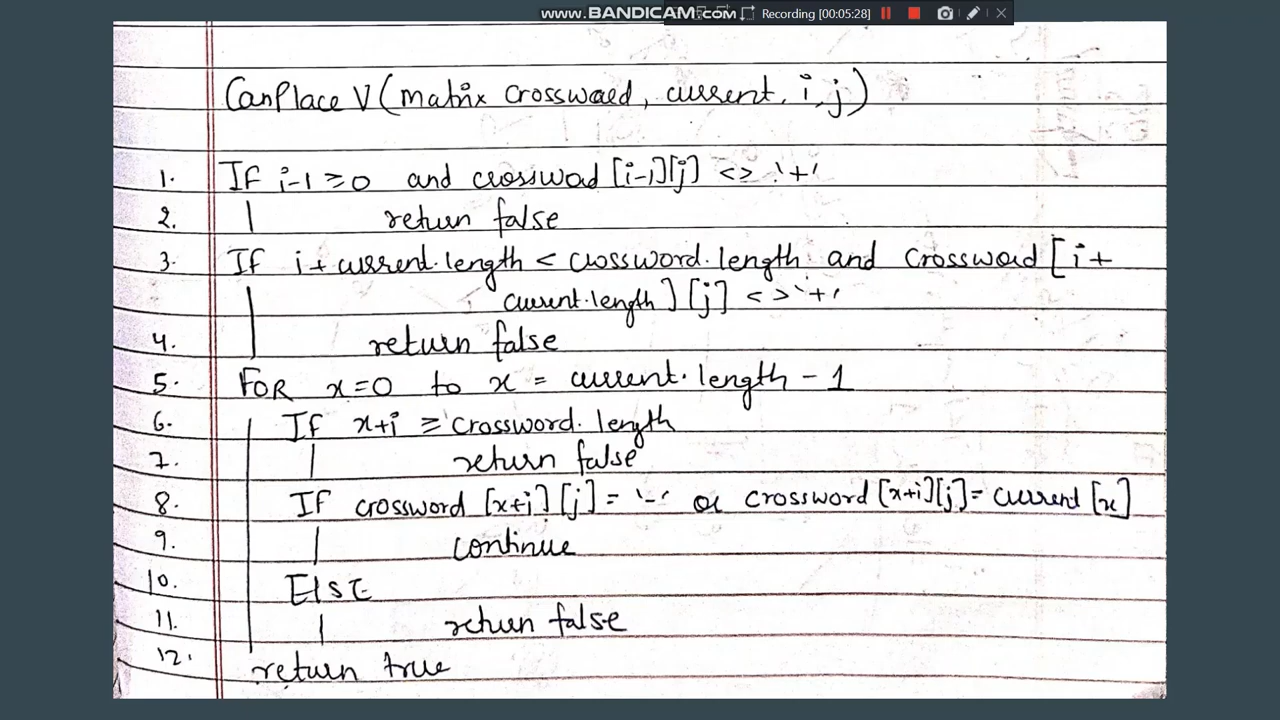 www.BANDICAM.com Recording [00:05:28]
CanPlace V (matrix crossword, current, i, j)
1. If i-1 ≥ 0 and crosswod [i-1][j] <> '+'
2. return false
3. If i + current.length < crossword.length and crossword [i +
current.length] [j] <> '+'
4. return false
5. FOR x=0 to x = current.length - 1
6. If x+i ≥ crossword.length
7. return false
8. If crossword [x+i][j] = '-' or crossword [x+i][j] = current [x]
9. continue
10. ElsE
11. return false
12. return true